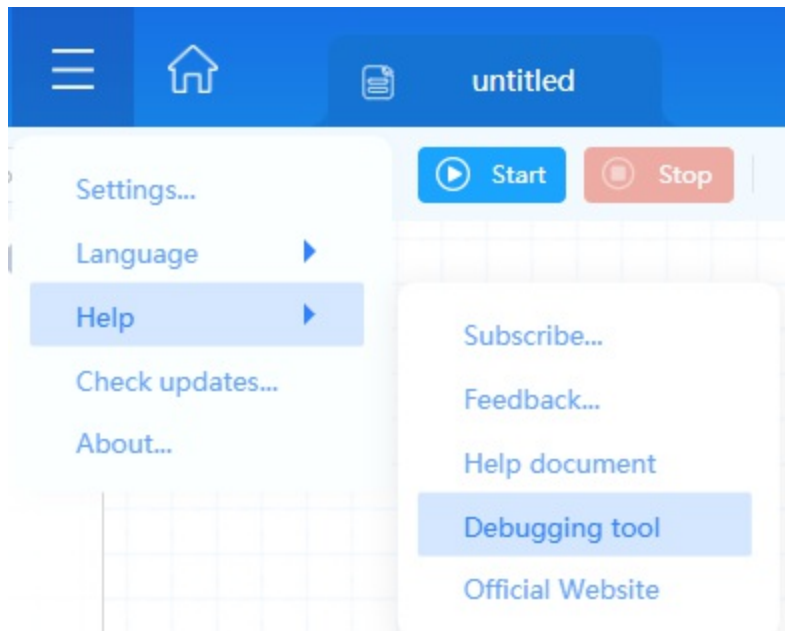 untitled
Start
Stop
Settings...
Language
Help
Check updates...
About...
Subscribe...
Feedback...
Help document
Debugging tool
Official Website